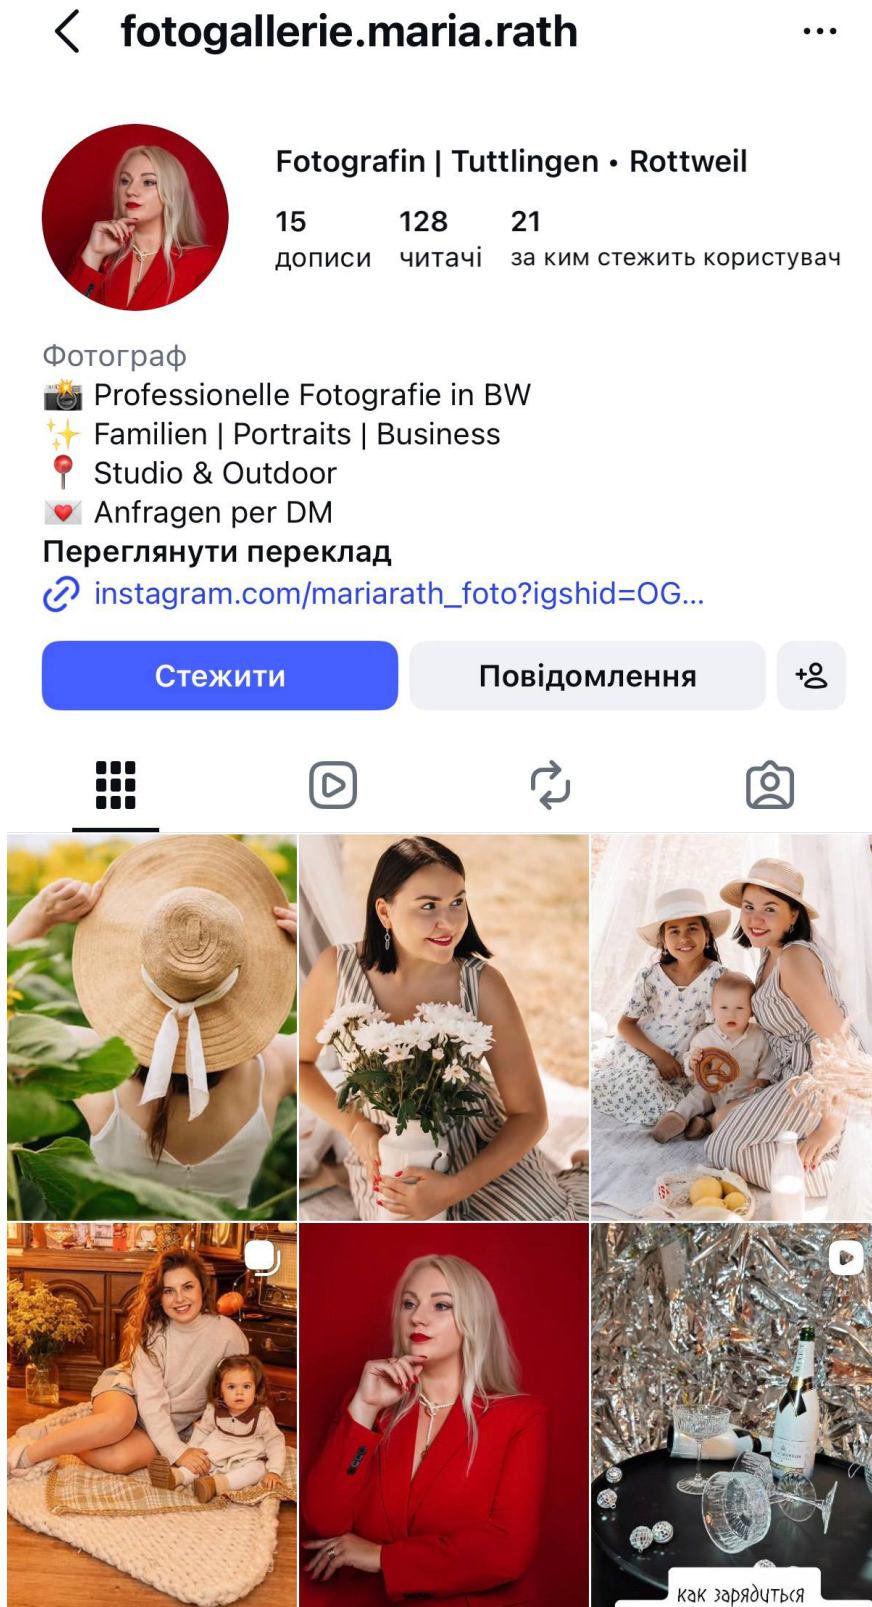 fotogallerie.maria.rath
Fotografin | Tuttlingen • Rottweil
15 128 21
дописи читачі за ким стежить користувач
Фотограф
📸 Professionelle Fotografie in BW
✨ Familien | Portraits | Business
📍 Studio & Outdoor
💌 Anfragen per DM
Переглянути переклад
instagram.com/mariarath_foto?igshid=OG...
Стежити Повідомлення
как зарядиться